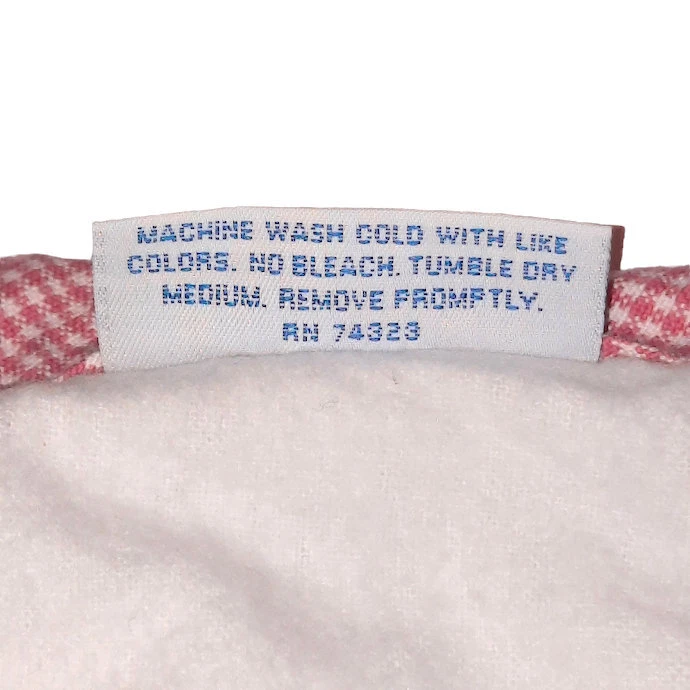 MACHINE WASH COLD WITH LIKE
COLORS. NO BLEACH. TUMBLE DRY
MEDIUM. REMOVE PROMPTLY.
RN 74323